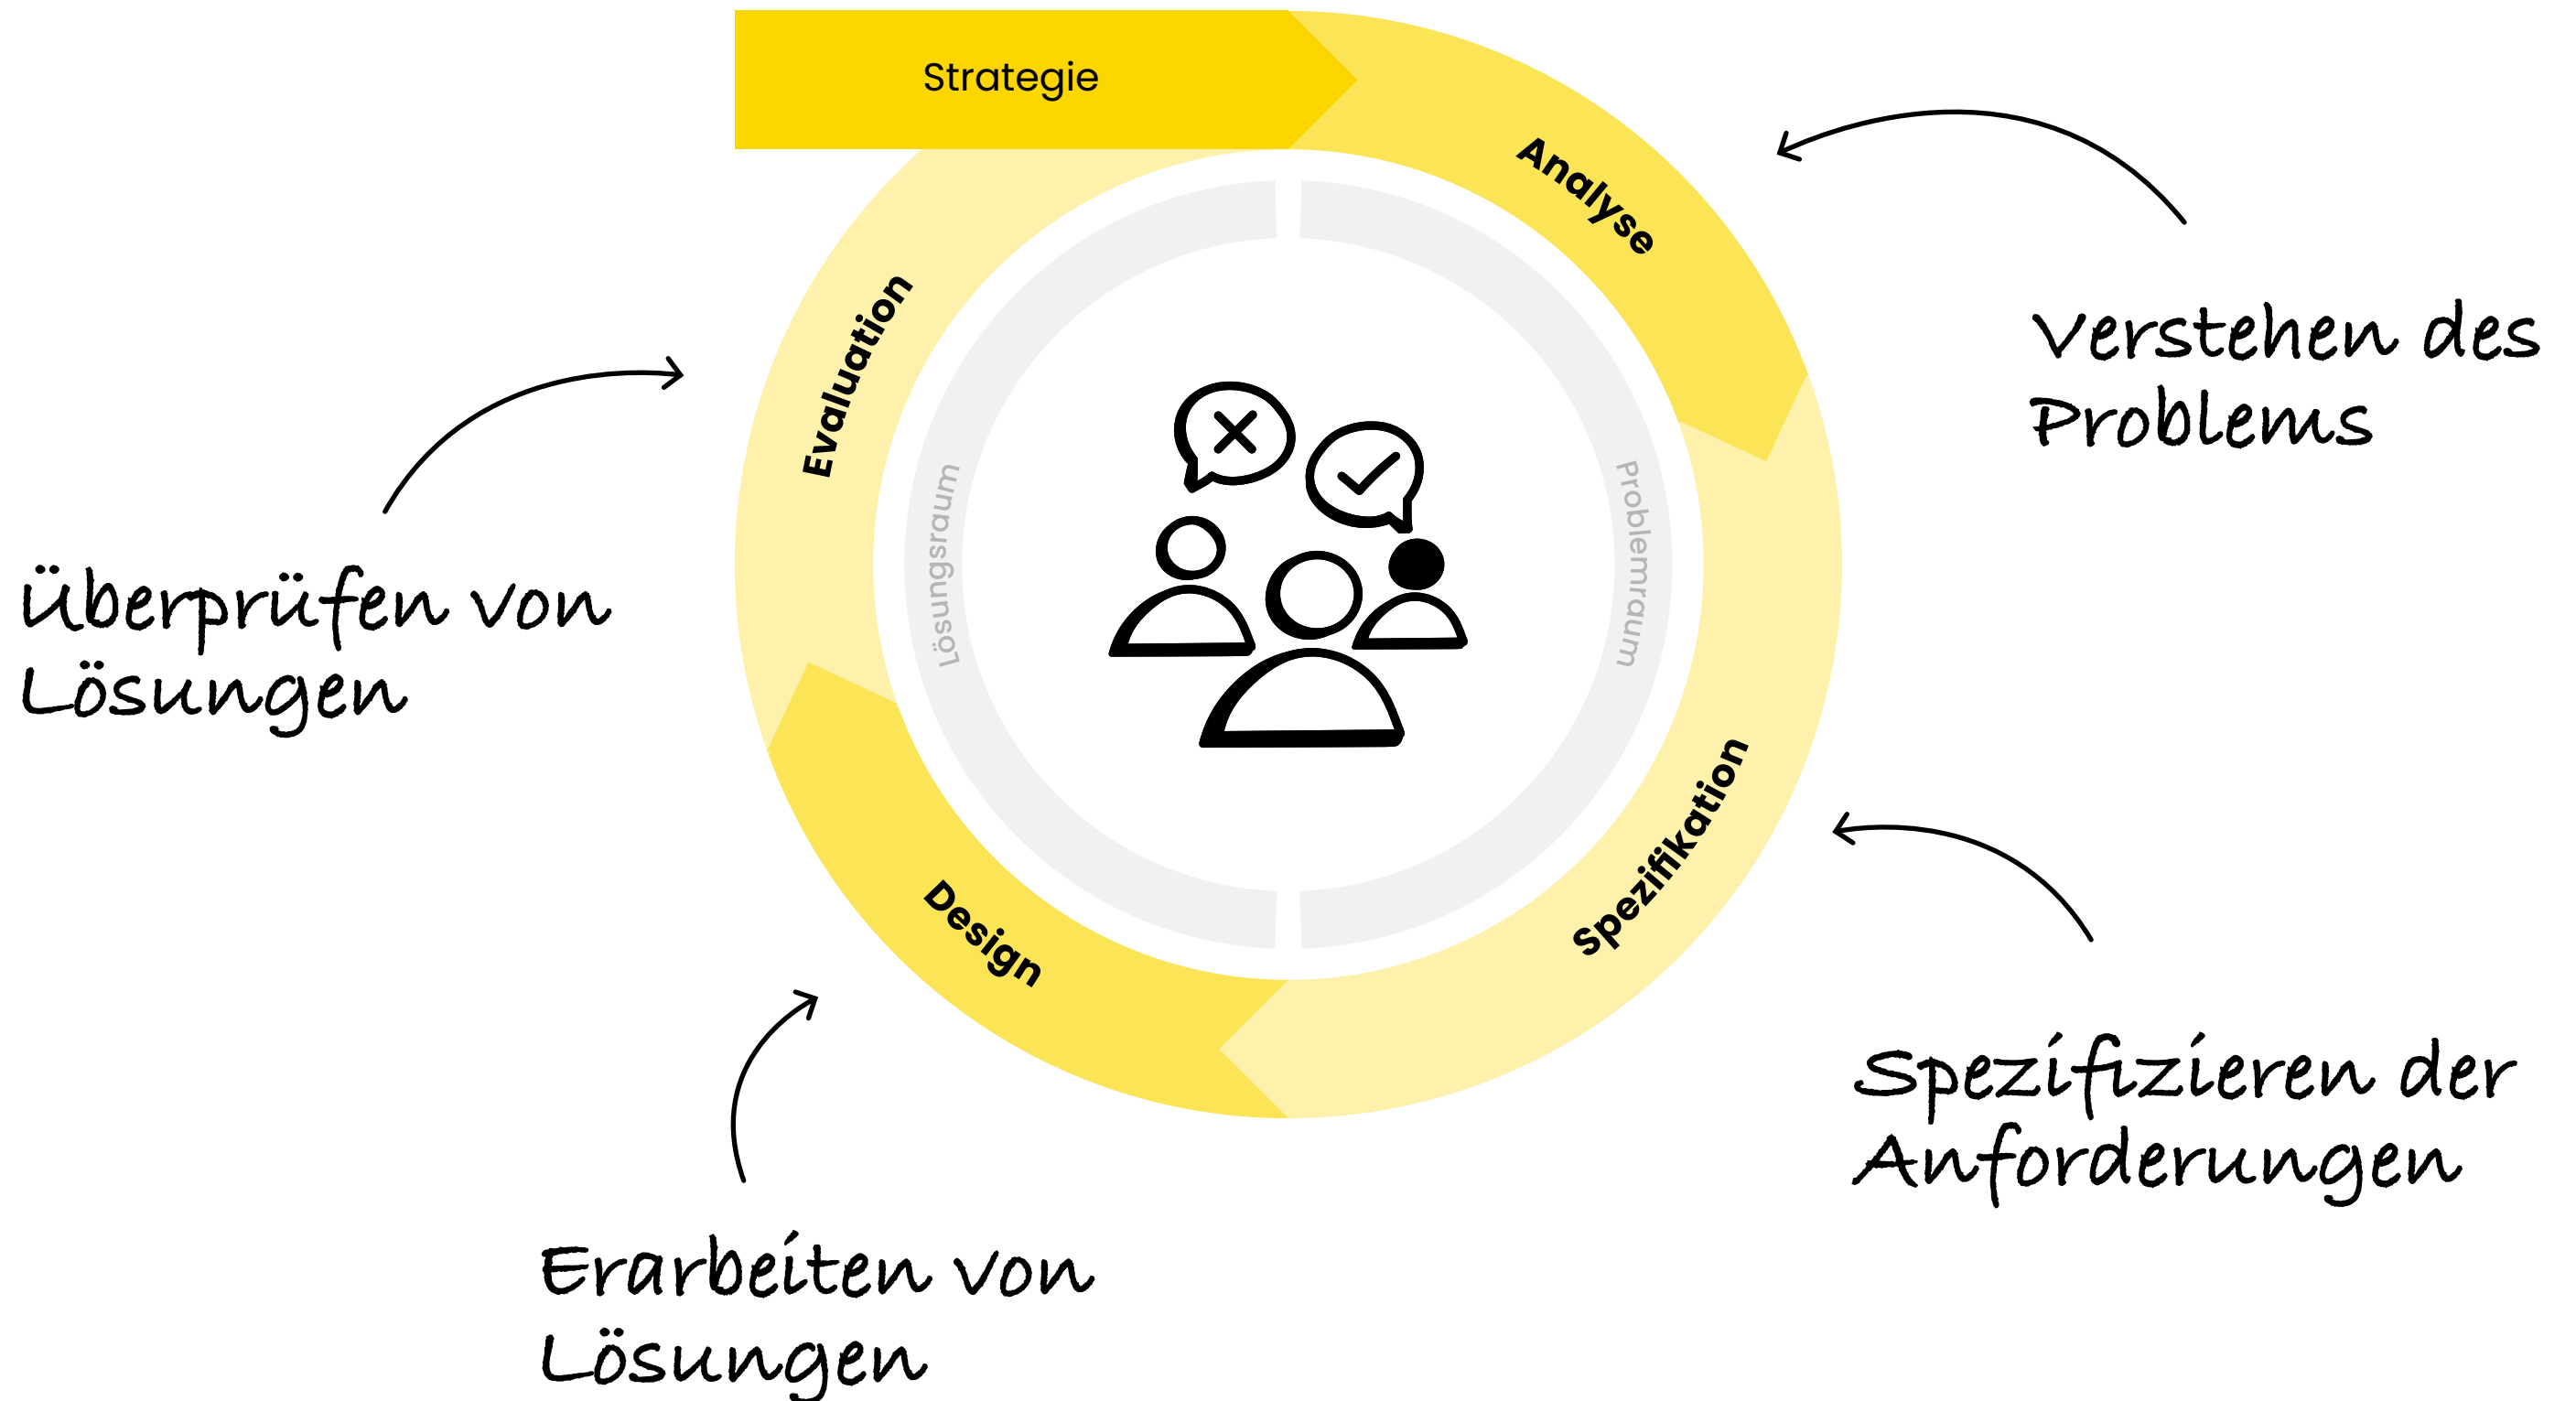 Strategie
Analyse
Verstehen des
Problems
Evaluation
Überprüfen von
Lösungen
Lösungsraum
Problemraum
Spezifikation
Design
Spezifizieren der
Anforderungen
Erarbeiten von
Lösungen